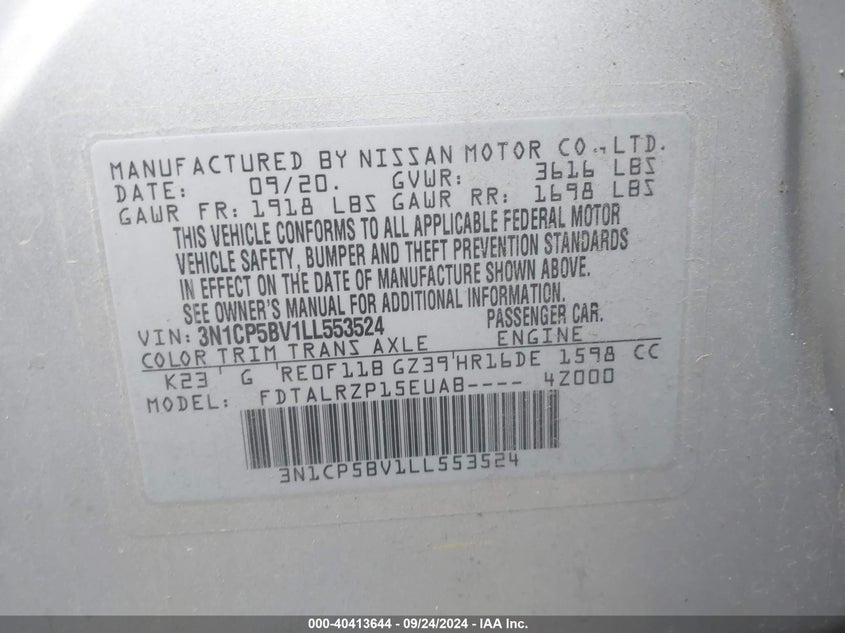 MANUFACTURED BY NISSAN MOTOR CO., LTD.
DATE: 09/20. GVWR: 3616 LBS
GAWR FR: 1918 LBS GAWR RR: 1698 LBS
THIS VEHICLE CONFORMS TO ALL APPLICABLE FEDERAL MOTOR
VEHICLE SAFETY, BUMPER AND THEFT PREVENTION STANDARDS
IN EFFECT ON THE DATE OF MANUFACTURE SHOWN ABOVE.
SEE OWNER'S MANUAL FOR ADDITIONAL INFORMATION.
VIN: 3N1CP5BV1LL553524 PASSENGER CAR.
COLOR TRIM TRANS AXLE ENGINE
K23 ' G ' RE0F11B GZ39 ' HR16DE 1598 CC
MODEL: FDTALRZP15EUAB---- 4Z000
3N1CP5BV1LL553524
000-40413644 - 09/24/2024 - IAA Inc.